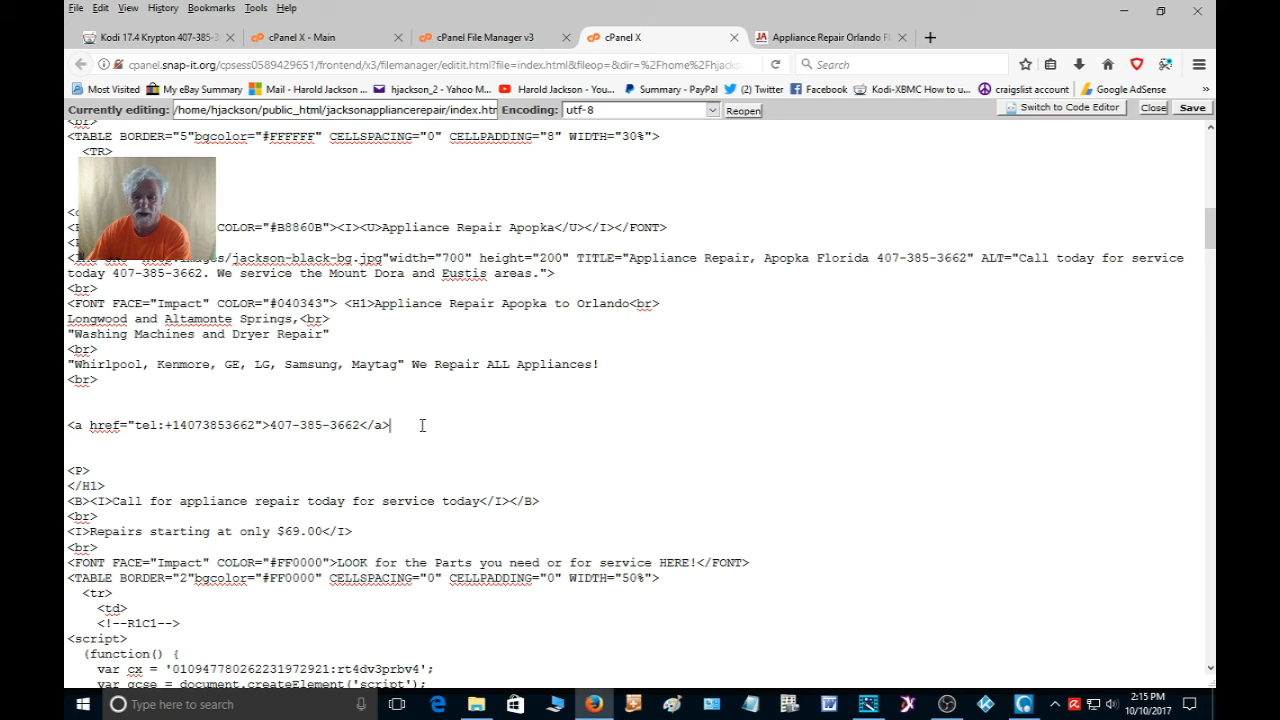 File Edit View History Bookmarks Tools Help
Kodi 17.4 Krypton 407-385-3 cPanel X - Main cPanel File Manager v3 cPanel X JA Appliance Repair Orlando Fl
cpanel.snap-it.org/cpsess0589429651/frontend/x3/filemanager/editit.html?file=index.html&fileop=&dir=%2Fhome%2Fhjacks Search
Most Visited My eBay Summary Mail - Harold Jackson - ... hjackson_2 - Yahoo M... Harold Jackson - You... Summary - PayPal (2) Twitter Facebook Kodi-XBMC How to u... craigslist account Google AdSense »
Currently editing: /home/hjackson/public_html/jacksonappliancerepair/index.htm Encoding: utf-8 Reopen Switch to Code Editor Close Save
<br>
<TABLE BORDER="5"bgcolor="#FFFFFF" CELLSPACING="0" CELLPADDING="8" WIDTH="30%">
<TR>
COLOR="#B8860B"><I><U>Appliance Repair Apopka</U></I></FONT>
images/jackson-black-bg.jpg"width="700" height="200" TITLE="Appliance Repair, Apopka Florida 407-385-3662" ALT="Call today for service
today 407-385-3662. We service the Mount Dora and Eustis areas.">
<br>
<FONT FACE="Impact" COLOR="#040343"> <H1>Appliance Repair Apopka to Orlando<br>
Longwood and Altamonte Springs,<br>
"Washing Machines and Dryer Repair"
<br>
"Whirlpool, Kenmore, GE, LG, Samsung, Maytag" We Repair ALL Appliances!
<br>
<a href="tel:+14073853662">407-385-3662</a>
<P>
</H1>
<B><I>Call for appliance repair today for service today</I></B>
<br>
<I>Repairs starting at only $69.00</I>
<br>
<FONT FACE="Impact" COLOR="#FF0000">LOOK for the Parts you need or for service HERE!</FONT>
<TABLE BORDER="2"bgcolor="#FF0000" CELLSPACING="0" CELLPADDING="0" WIDTH="50%">
<tr>
<td>
<!--R1C1-->
<script>
(function() {
var cx = '010947780262231972921:rt4dv3prbv4';
var gcse = document.createElement('script');
Type here to search 2:15 PM
10/10/2017